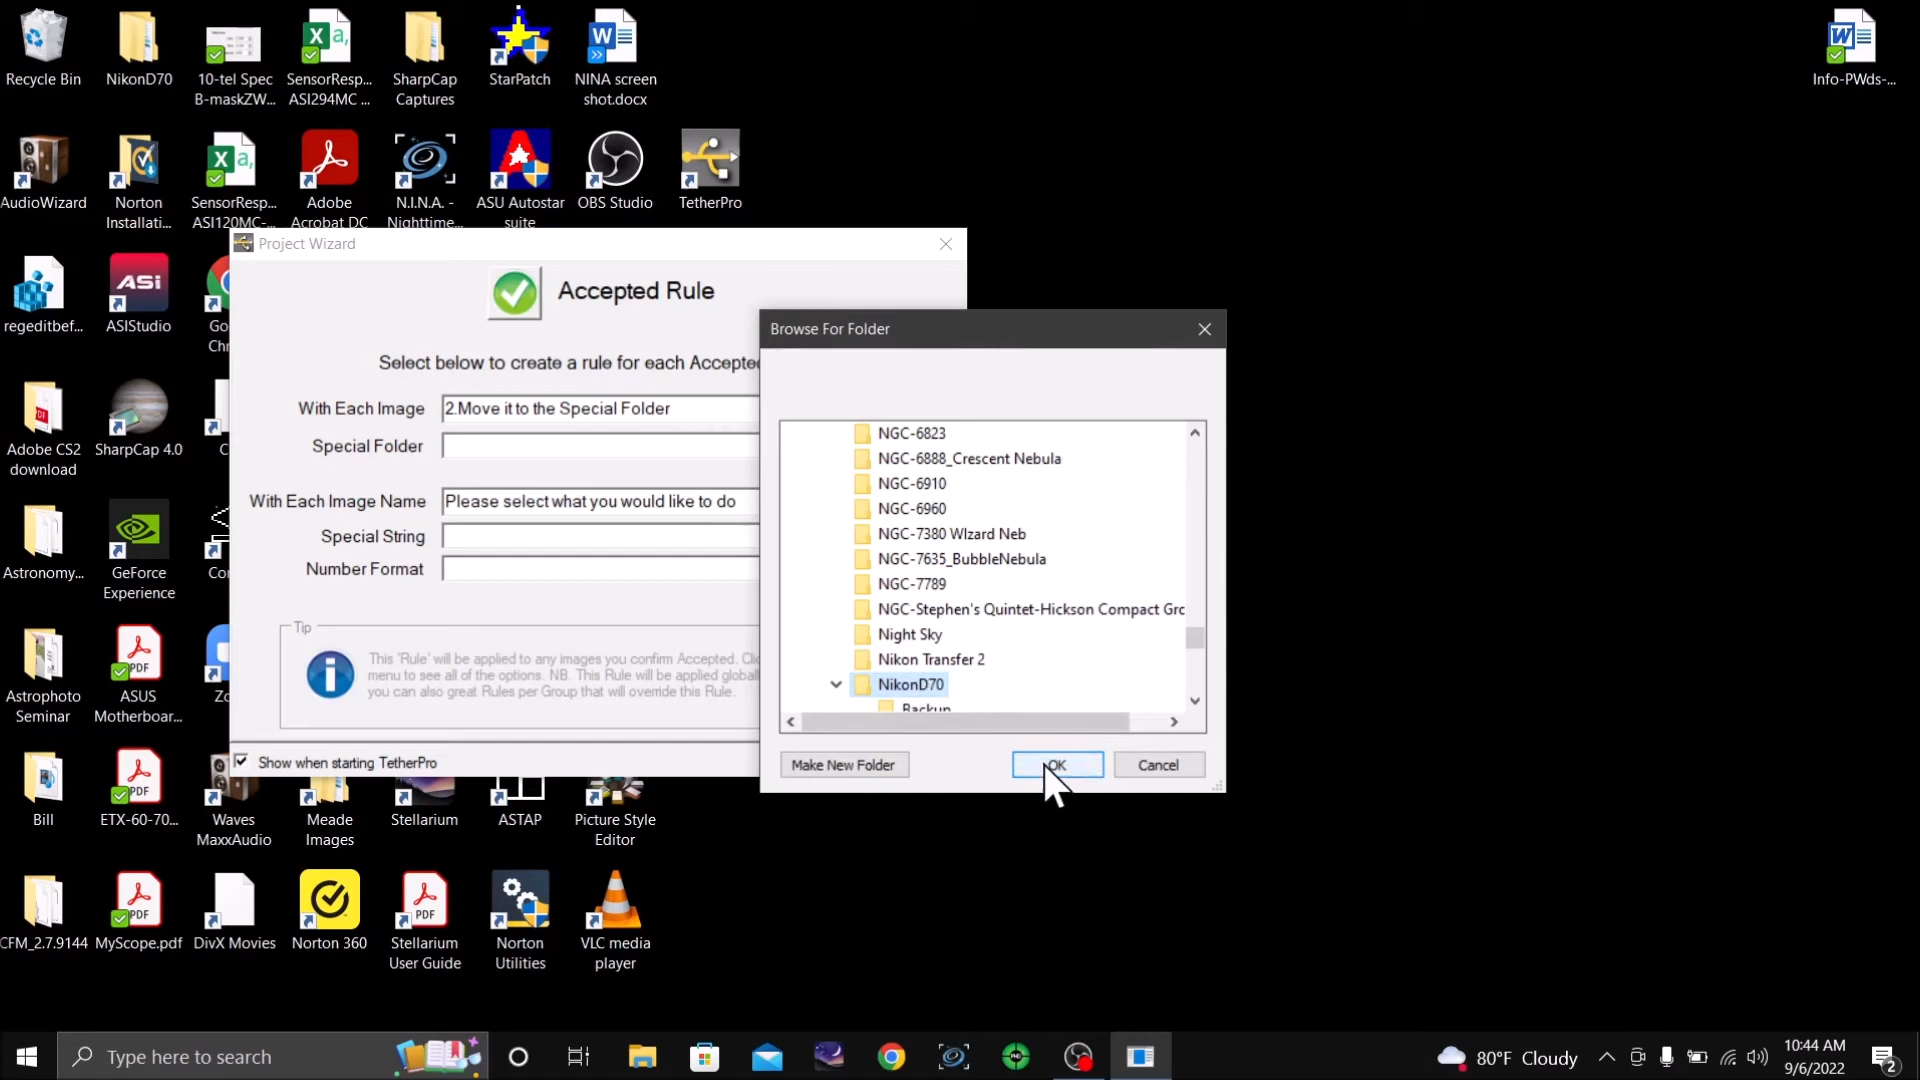 Recycle Bin
NikonD70
10-tel Spec
B-maskZW...
SensorResp...
ASI294MC ...
SharpCap
Captures
StarPatch
NINA screen
shot.docx
Info-PWds-...
AudioWizard
Norton
Installati...
SensorResp...
ASI120MC-...
Adobe
Acrobat DC
N.I.N.A. -
Nighttime...
ASU Autostar
suite
OBS Studio
TetherPro
regeditbef...
ASiStudio
Go
Chr
Adobe CS2
download
SharpCap 4.0
C
Astronomy...
GeForce
Experience
Co
Astrophoto
Seminar
ASUS
Motherboar...
Zo
Project Wizard
Accepted Rule
Select below to create a rule for each Accepted
With Each Image
2.Move it to the Special Folder
Special Folder
With Each Image Name
Please select what you would like to do
Special String
Number Format
Tip
This 'Rule' will be applied to any images you confirm Accepted. Clic
menu to see all of the options. NB. This Rule will be applied globall
you can also great Rules per Group that will override this Rule.
Show when starting TetherPro
Browse For Folder
NGC-6823
NGC-6888_Crescent Nebula
NGC-6910
NGC-6960
NGC-7380 WIzard Neb
NGC-7635_BubbleNebula
NGC-7789
NGC-Stephen's Quintet-Hickson Compact Grc
Night Sky
Nikon Transfer 2
NikonD70
Backup
Make New Folder
OK
Cancel
Bill
ETX-60-70...
Waves
MaxxAudio
Meade
Images
Stellarium
ASTAP
Picture Style
Editor
CFM_2.7.9144
MyScope.pdf
DivX Movies
Norton 360
Stellarium
User Guide
Norton
Utilities
VLC media
player
Type here to search
80°F Cloudy
10:44 AM
9/6/2022
2